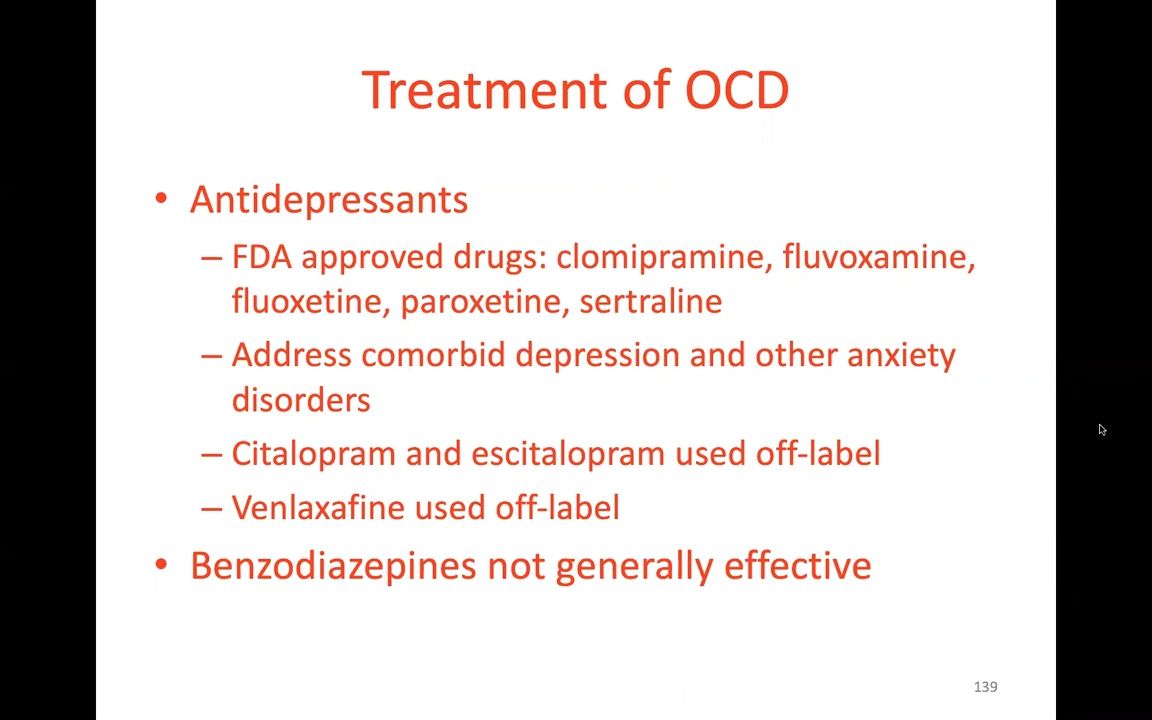 Treatment of OCD
• Antidepressants
– FDA approved drugs: clomipramine, fluvoxamine,
fluoxetine, paroxetine, sertraline
– Address comorbid depression and other anxiety
disorders
– Citalopram and escitalopram used off-label
– Venlaxafine used off-label
• Benzodiazepines not generally effective
139